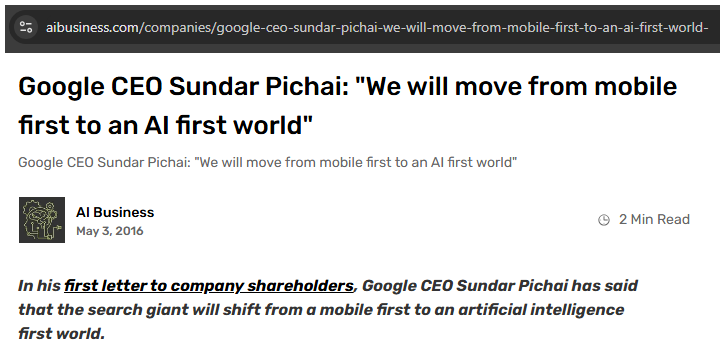 aibusiness.com/companies/google-ceo-sundar-pichai-we-will-move-from-mobile-first-to-an-ai-first-world-
Google CEO Sundar Pichai: "We will move from mobile
first to an AI first world"
Google CEO Sundar Pichai: "We will move from mobile first to an AI first world"
AI Business
May 3, 2016
2 Min Read
In his first letter to company shareholders, Google CEO Sundar Pichai has said
that the search giant will shift from a mobile first to an artificial intelligence
first world.